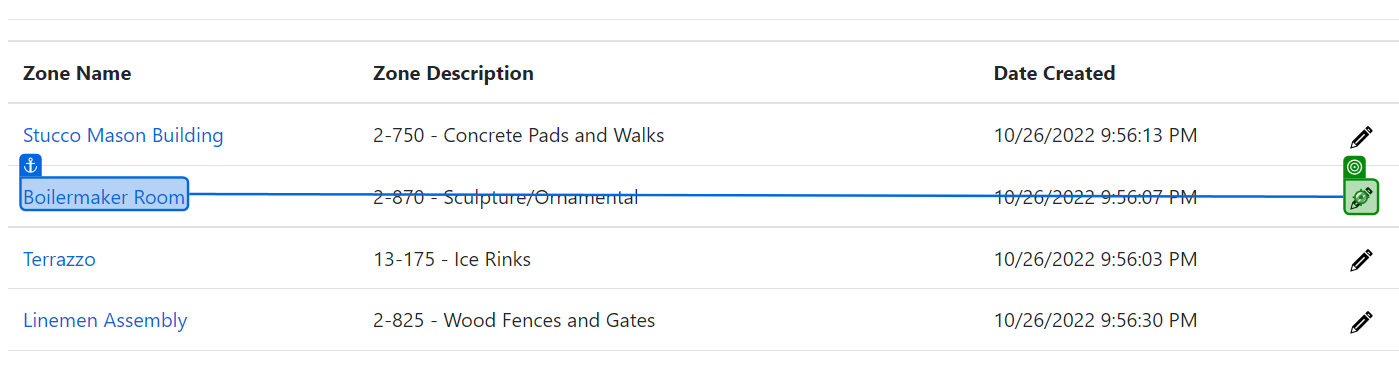 Zone Name Zone Description Date Created
Stucco Mason Building 2-750 - Concrete Pads and Walks 10/26/2022 9:56:13 PM
Boilermaker Room 2-870 - Sculpture/Ornamental 10/26/2022 9:56:07 PM
Terrazzo 13-175 - Ice Rinks 10/26/2022 9:56:03 PM
Linemen Assembly 2-825 - Wood Fences and Gates 10/26/2022 9:56:30 PM